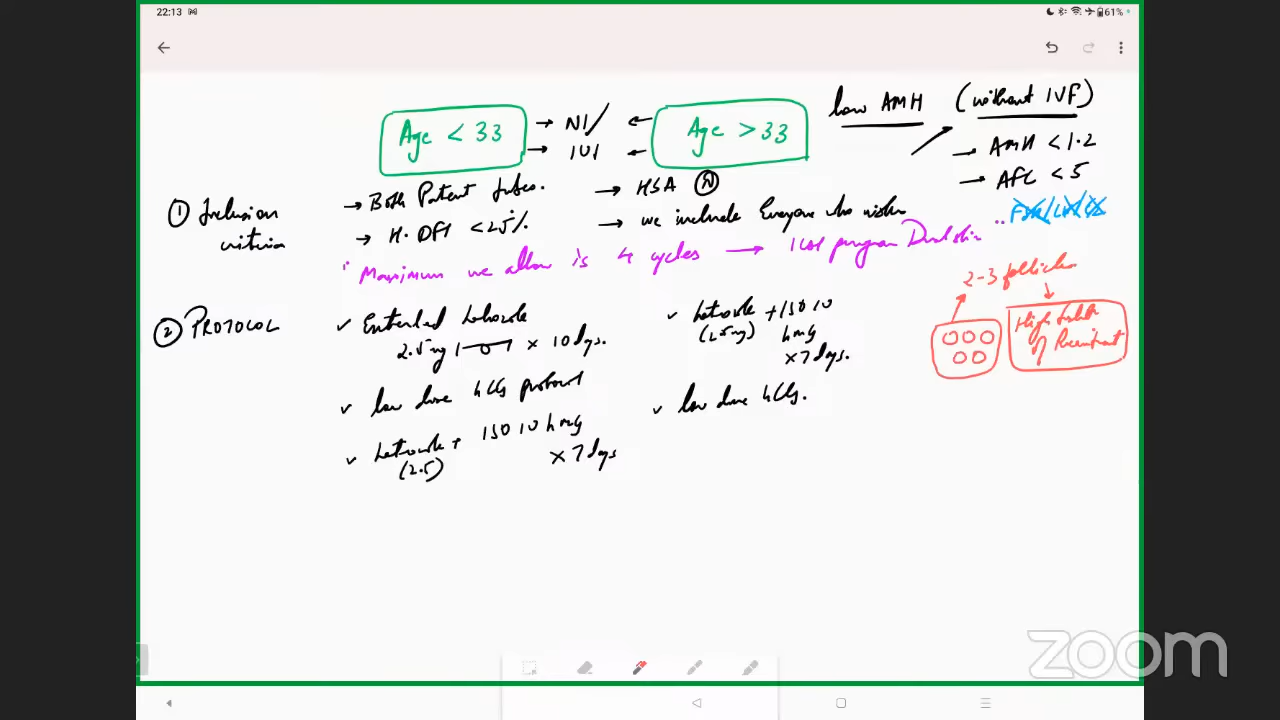 22:13
61%
low AMH (without IVF)
Age < 33
→ NI/
→ IUI
Age > 33
→ AMH < 1.2
→ AFC < 5
① Inclusion criteria
→ Both Patent tubes.
→ HSA Ⓝ
→ H. DFI < 25%
→ we include Everyone who wishes
Maximum we allow is 4 cycles → program
2-3 follicles
High
of Recruitment
② PROTOCOL
✓ Extended letrozole
2.5mg 1-0-1 × 10 days.
✓ letrozole + 150 IU
(2.5mg) hmg
×7 days.
✓ low dose hCG protocol
✓ low dose hCG.
✓ letrozole + 150 IU hmg
(2.5) ×7 days
zoom